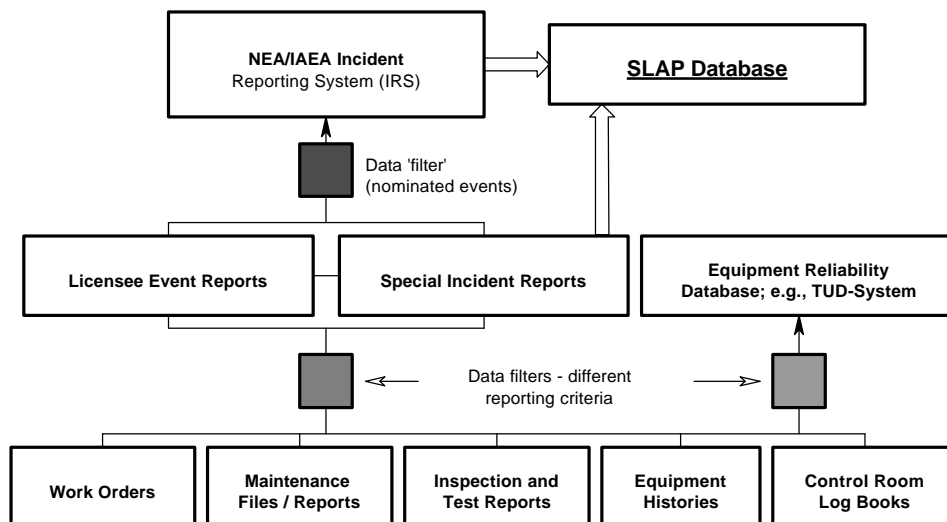 NEA/IAEA Incident
Reporting System (IRS)
SLAP Database
Data 'filter'
(nominated events)
Licensee Event Reports
Special Incident Reports
Equipment Reliability
Database; e.g., TUD-System
Data filters - different
reporting criteria
Work Orders
Maintenance
Files / Reports
Inspection and
Test Reports
Equipment
Histories
Control Room
Log Books